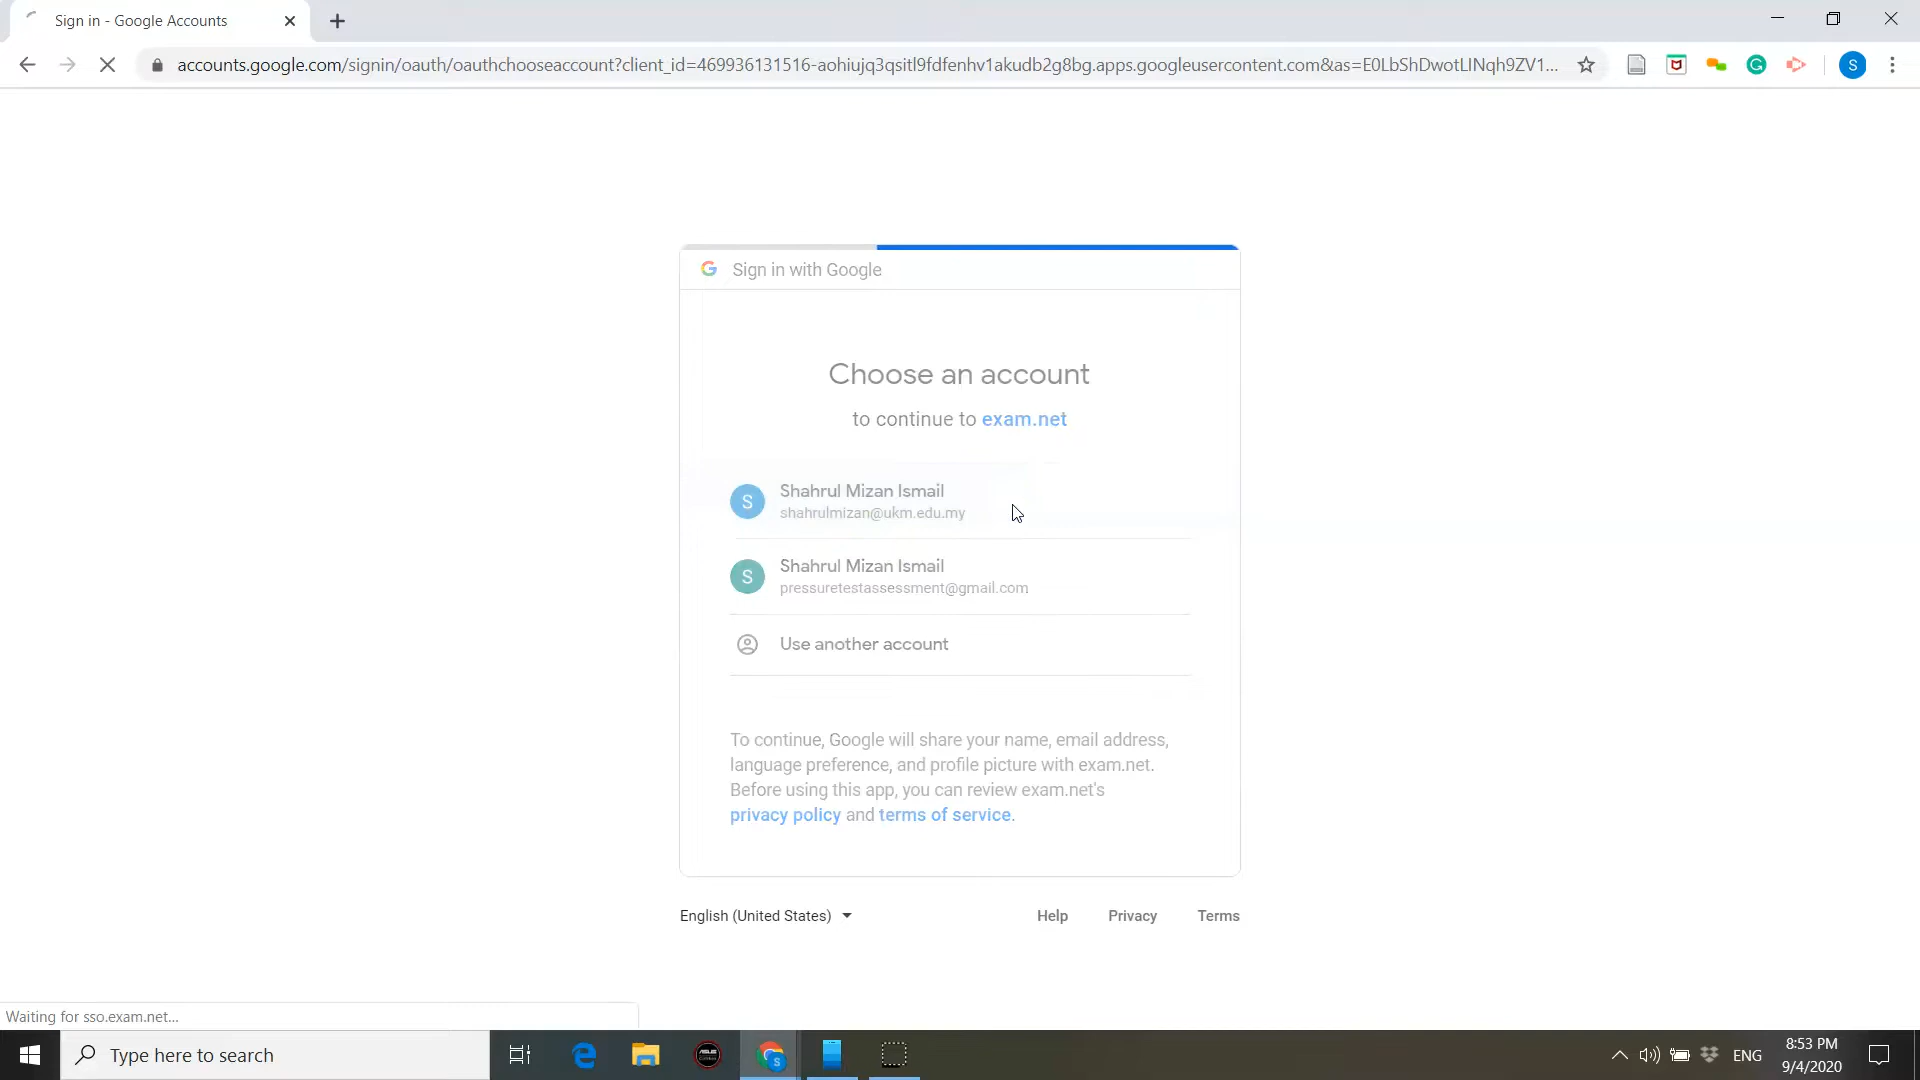 Sign in - Google Accounts
accounts.google.com/signin/oauth/oauthchooseaccount?client_id=469936131516-aohiujq3qsitl9fdfenhv1akudb2g8bg.apps.googleusercontent.com&as=E0LbShDwotLINqh9ZV1...
S
Sign in with Google
Choose an account
to continue to exam.net
S
Shahrul Mizan Ismail
shahrulmizan@ukm.edu.my
S
Shahrul Mizan Ismail
pressuretestassessment@gmail.com
Use another account
To continue, Google will share your name, email address,
language preference, and profile picture with exam.net.
Before using this app, you can review exam.net's
privacy policy and terms of service.
English (United States)
Help Privacy Terms
Waiting for sso.exam.net...
Type here to search
S
ENG
8:53 PM
9/4/2020